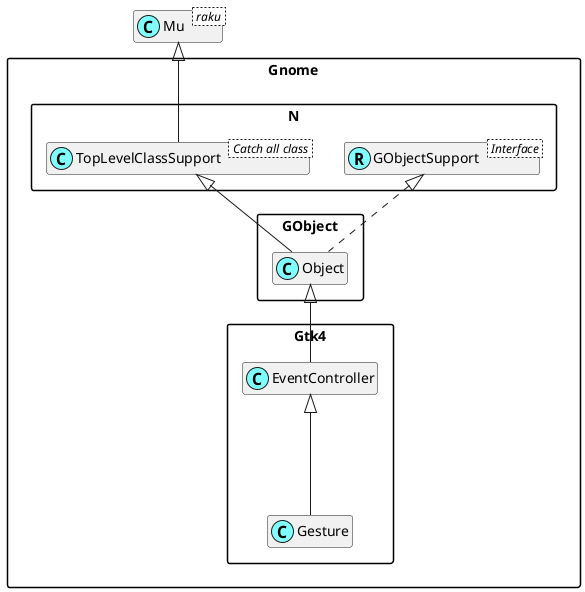 C Mu raku
Gnome
N
C TopLevelClassSupport Catch all class
R GObjectSupport Interface
GObject
C Object
Gtk4
C EventController
C Gesture